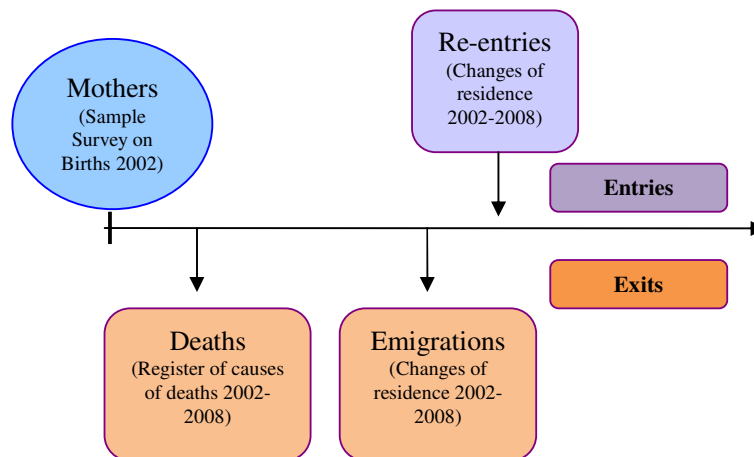 Mothers
(Sample
Survey on
Births 2002)
Re-entries
(Changes of
residence
2002-2008)
Entries
Exits
Deaths
(Register of causes
of deaths 2002-
2008)
Emigrations
(Changes of
residence 2002-
2008)